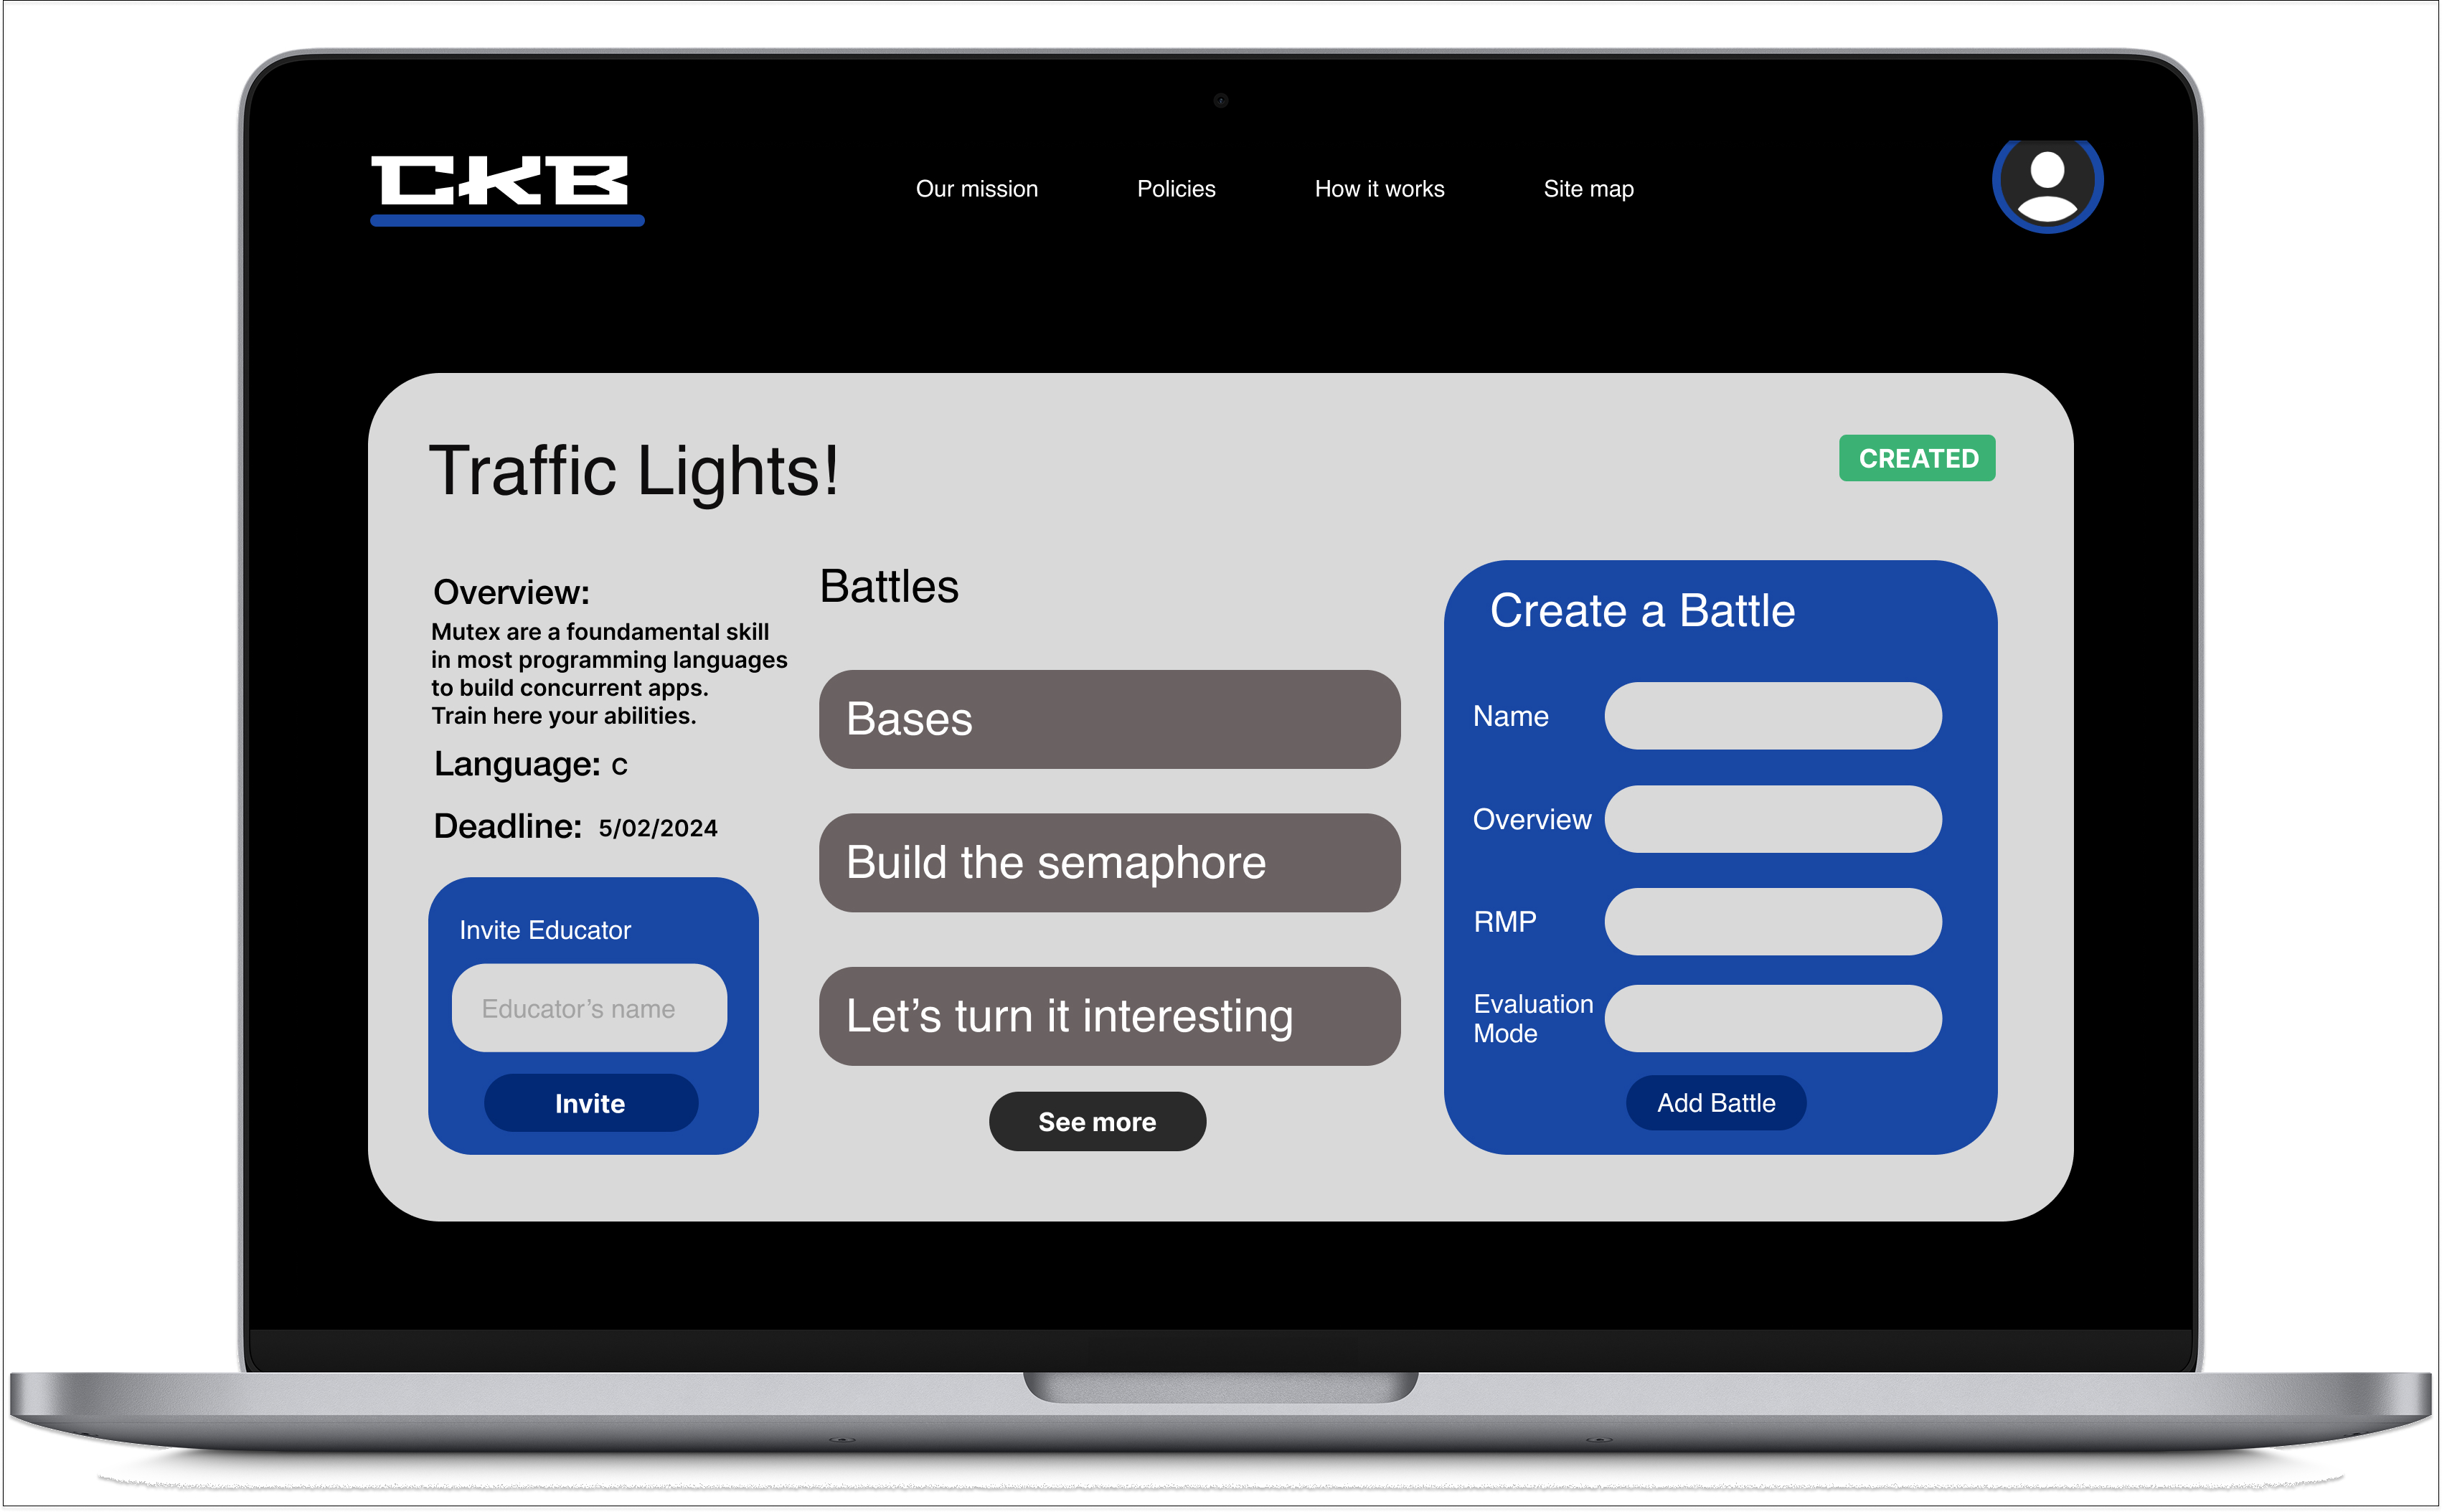 CKB
Our mission
Policies
How it works
Site map
Traffic Lights!
CREATED
Overview:
Mutex are a foundamental skill
in most programming languages
to build concurrent apps.
Train here your abilities.
Language: c
Deadline: 5/02/2024
Invite Educator
Educator’s name
Invite
Battles
Bases
Build the semaphore
Let’s turn it interesting
See more
Create a Battle
Name
Overview
RMP
Evaluation
Mode
Add Battle